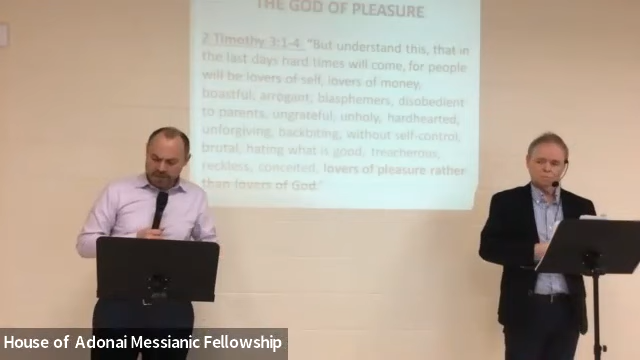 THE GOD OF PLEASURE
2 Timothy 3:1-4 "But understand this, that in
the last days hard times will come, for people
will be lovers of self, lovers of money,
boastful, arrogant, blasphemers, disobedient
to parents, ungrateful, unholy, hardhearted,
unforgiving, backbiting, without self-control,
brutal, hating what is good, treacherous,
reckless, conceited, lovers of pleasure rather
than lovers of God."
House of Adonai Messianic Fellowship